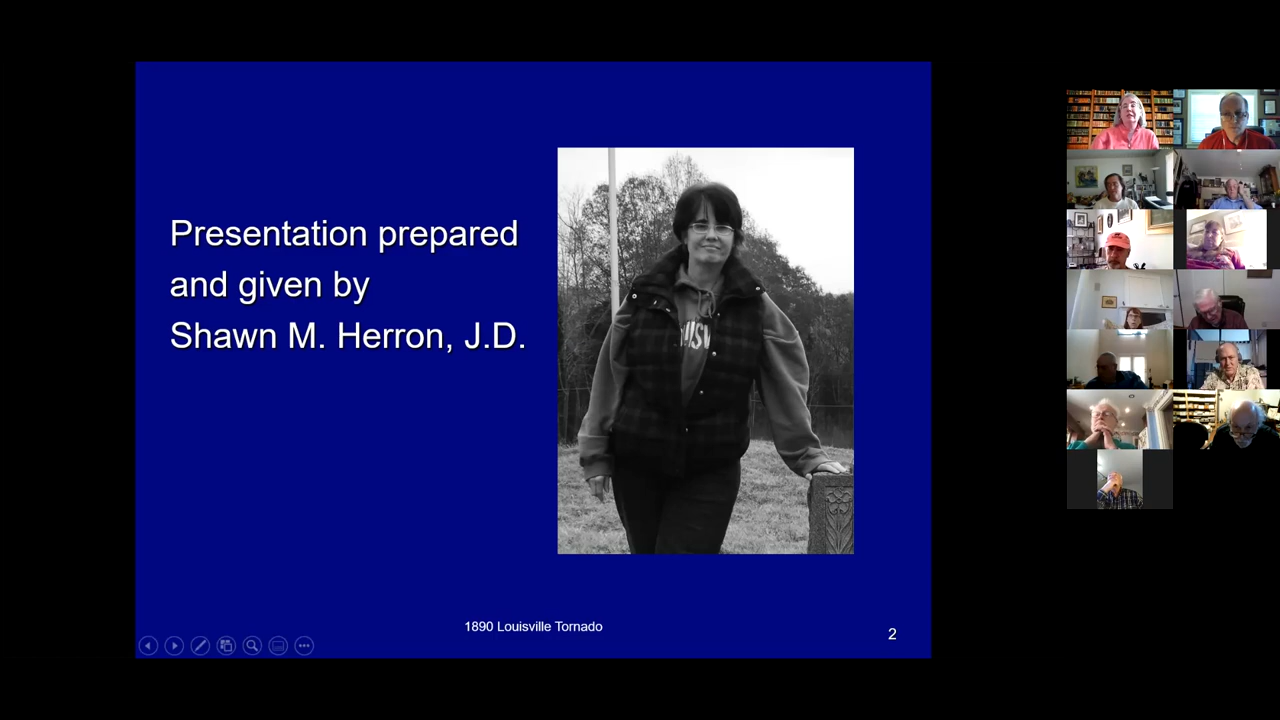 Presentation prepared
and given by
Shawn M. Herron, J.D.
1890 Louisville Tornado
2